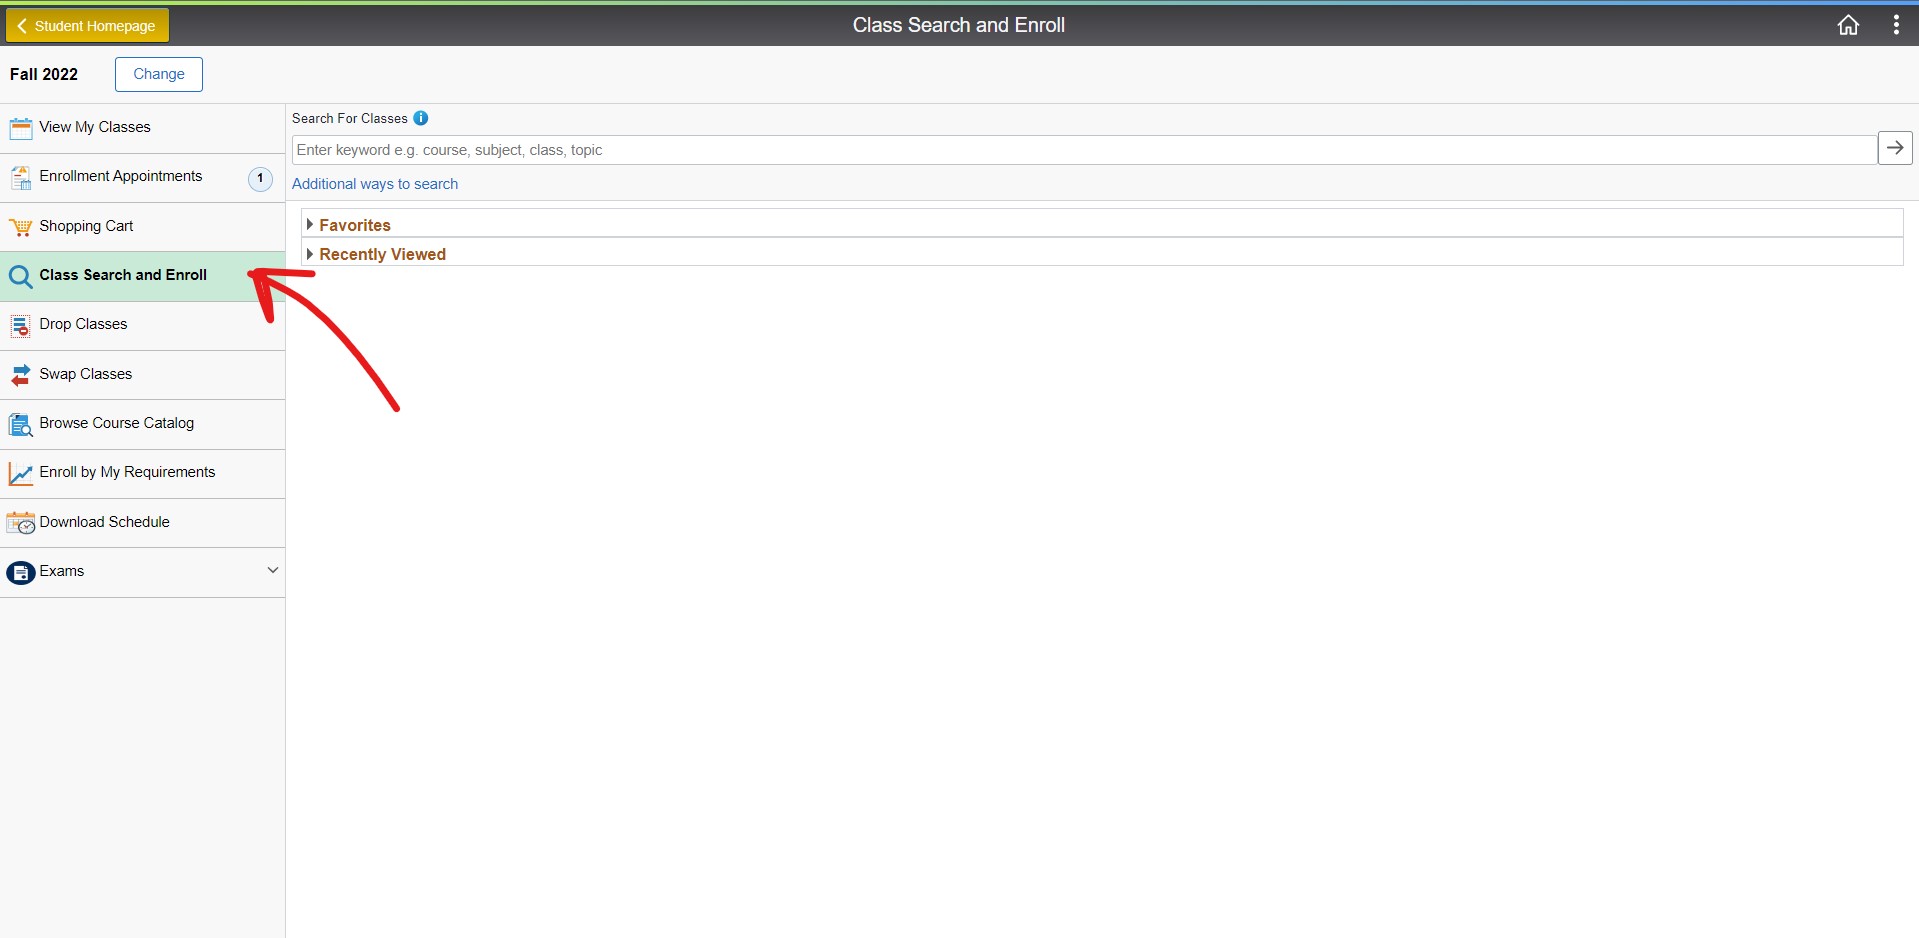 Student Homepage
Class Search and Enroll
Fall 2022
Change
View My Classes
Enrollment Appointments
1
Shopping Cart
Class Search and Enroll
Drop Classes
Swap Classes
Browse Course Catalog
Enroll by My Requirements
Download Schedule
Exams
Search For Classes
Enter keyword e.g. course, subject, class, topic
Additional ways to search
Favorites
Recently Viewed